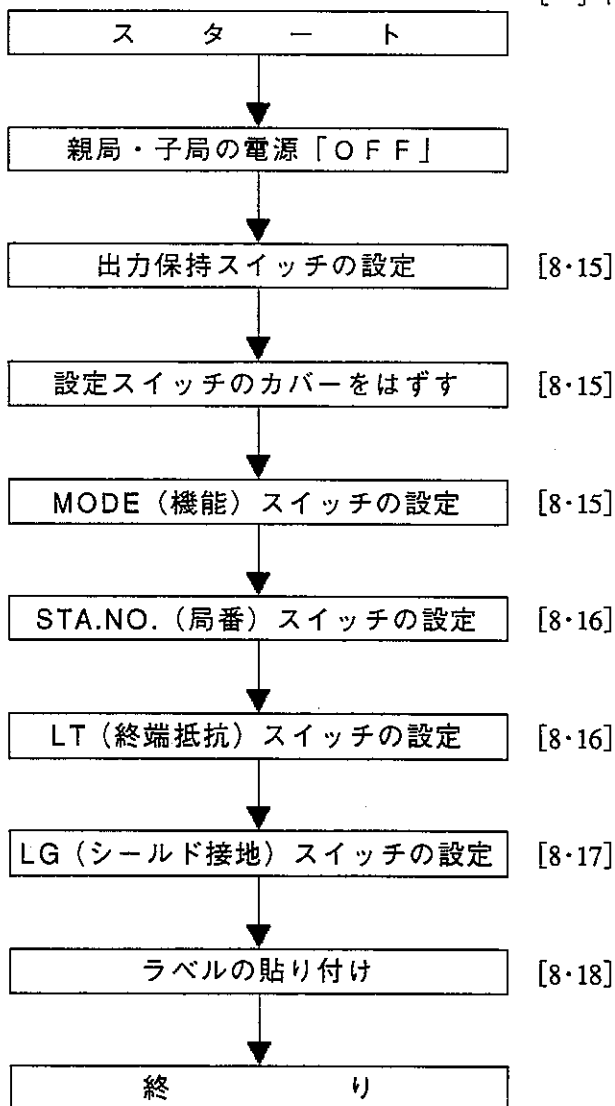 スタート
親局・子局の電源「OFF」
出力保持スイッチの設定 [8・15]
設定スイッチのカバーをはずす [8・15]
MODE(機能)スイッチの設定 [8・15]
STA.NO.(局番)スイッチの設定 [8・16]
LT(終端抵抗)スイッチの設定 [8・16]
LG(シールド接地)スイッチの設定 [8・17]
ラベルの貼り付け [8・18]
終り